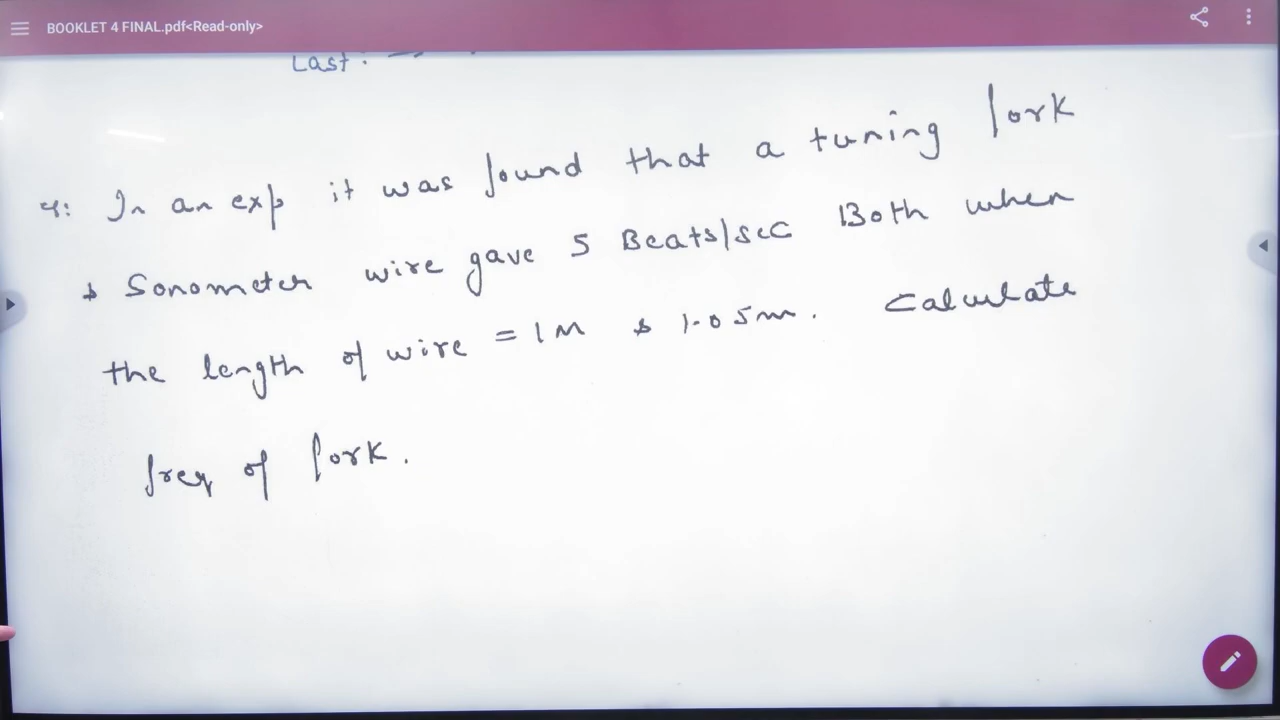 BOOKLET 4 FINAL.pdf<Read-only>
Last: →
4: In an exp it was found that a tuning fork
& Sonometer wire gave 5 Beats/sec Both when
the length of wire = 1m & 1.05m. Calculate
freq of fork.